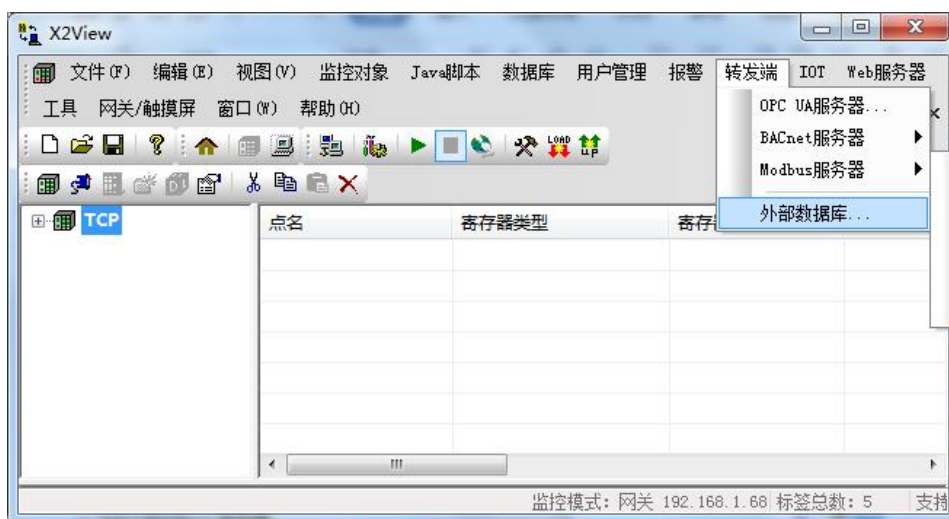 X2View
文件(F) 编辑(E) 视图(V) 监控对象 Java脚本 数据库 用户管理 报警 转发端 IOT Web服务器
工具 网关/触摸屏 窗口(W) 帮助(H)
OPC UA服务器...
BACnet服务器
Modbus服务器
外部数据库...
LOAD
UP
TCP
点名 寄存器类型 寄存
监控模式: 网关 192.168.1.68 标签总数: 5 支持